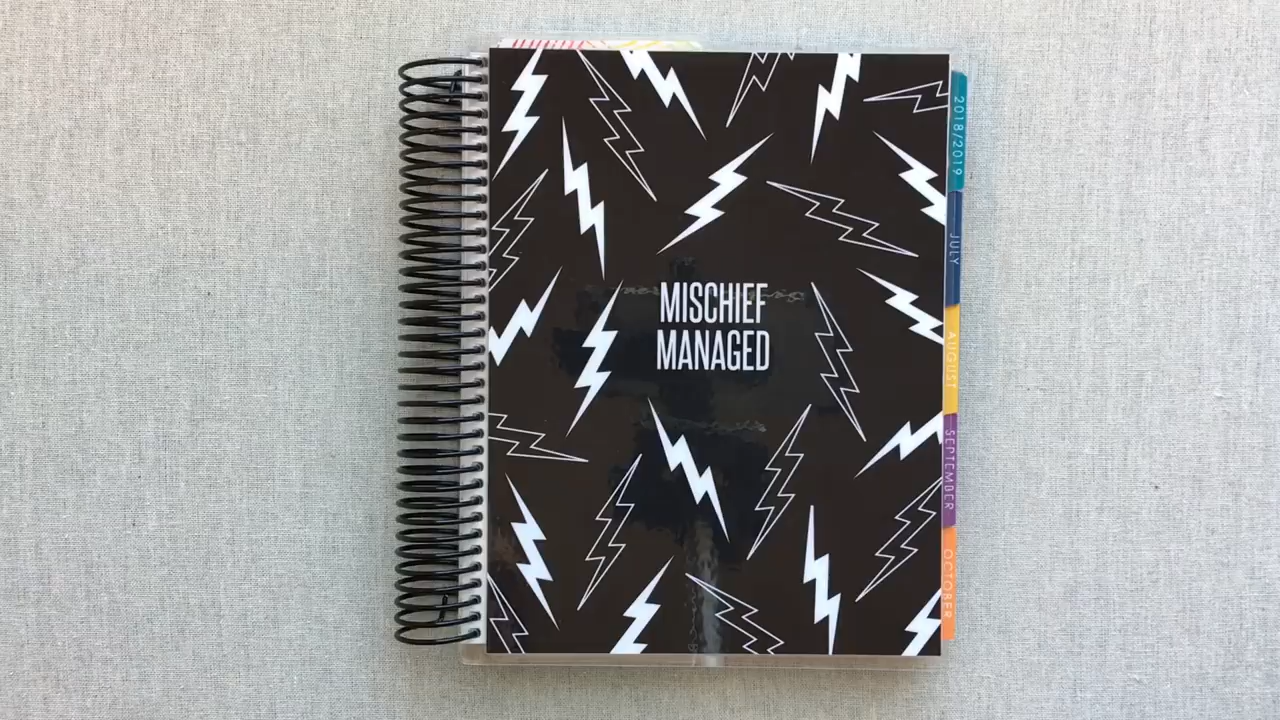 MISCHIEF
MANAGED
2018/2019
JULY
AUGUST
SEPTEMBER
OCTOBER